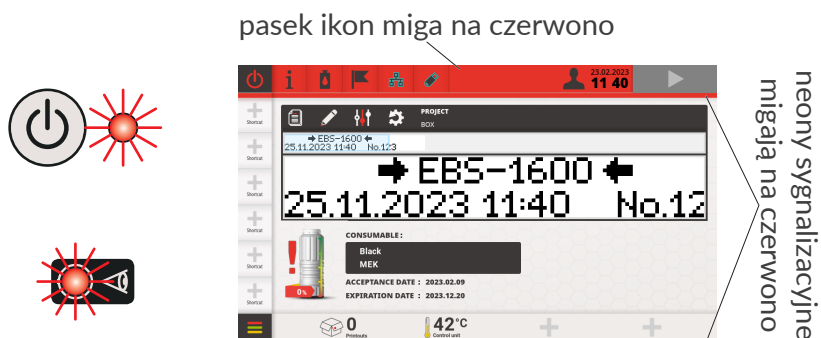 pasek ikon miga na czerwono
23.02.2023
11 40
PROJECT
BOX
Shortcut
Shortcut
Shortcut
Shortcut
Shortcut
Shortcut
➡ EBS-1600 ⬅
25.11.2023 11:40 No.123
➡ EBS-1600 ⬅
25.11.2023 11:40 No.12
CONSUMABLE :
Black
MEK
0%
ACCEPTANCE DATE : 2023.02.09
EXPIRATION DATE : 2023.12.20
0
Printouts
42°C
Control unit
neony sygnalizacyjne
migają na czerwono